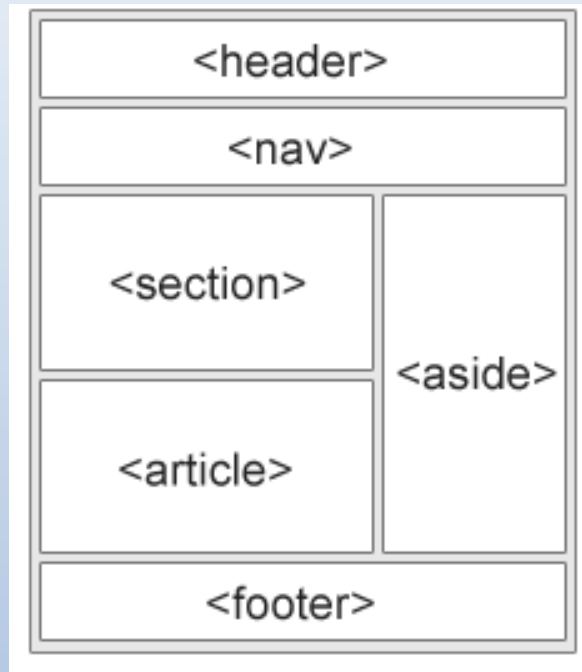 <header>
<nav>
<section>
<aside>
<article>
<footer>